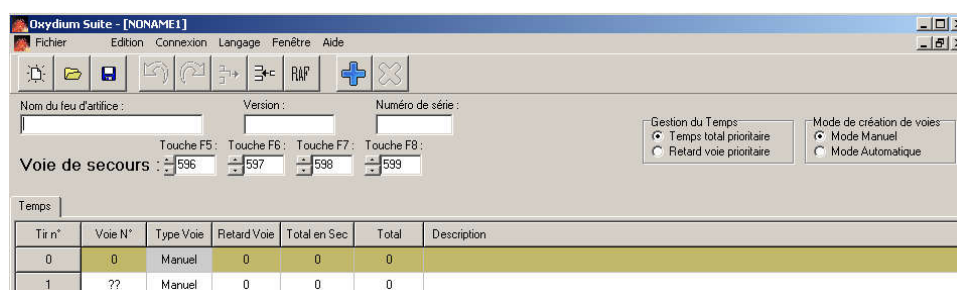 Oxydium Suite - [NONAME1]
Fichier Edition Connexion Langage Fenêtre Aide
RAF
Nom du feu d'artifice : Version : Numéro de série :
Gestion du Temps Mode de création de voies
Temps total prioritaire Mode Manuel
Retard voie prioritaire Mode Automatique
Touche F5 : Touche F6 : Touche F7 : Touche F8 :
Voie de secours : 596 597 598 599
Temps
Tir n° Voie N° Type Voie Retard Voie Total en Sec Total Description
0 0 Manuel 0 0 0
1 ?? Manuel 0 0 0